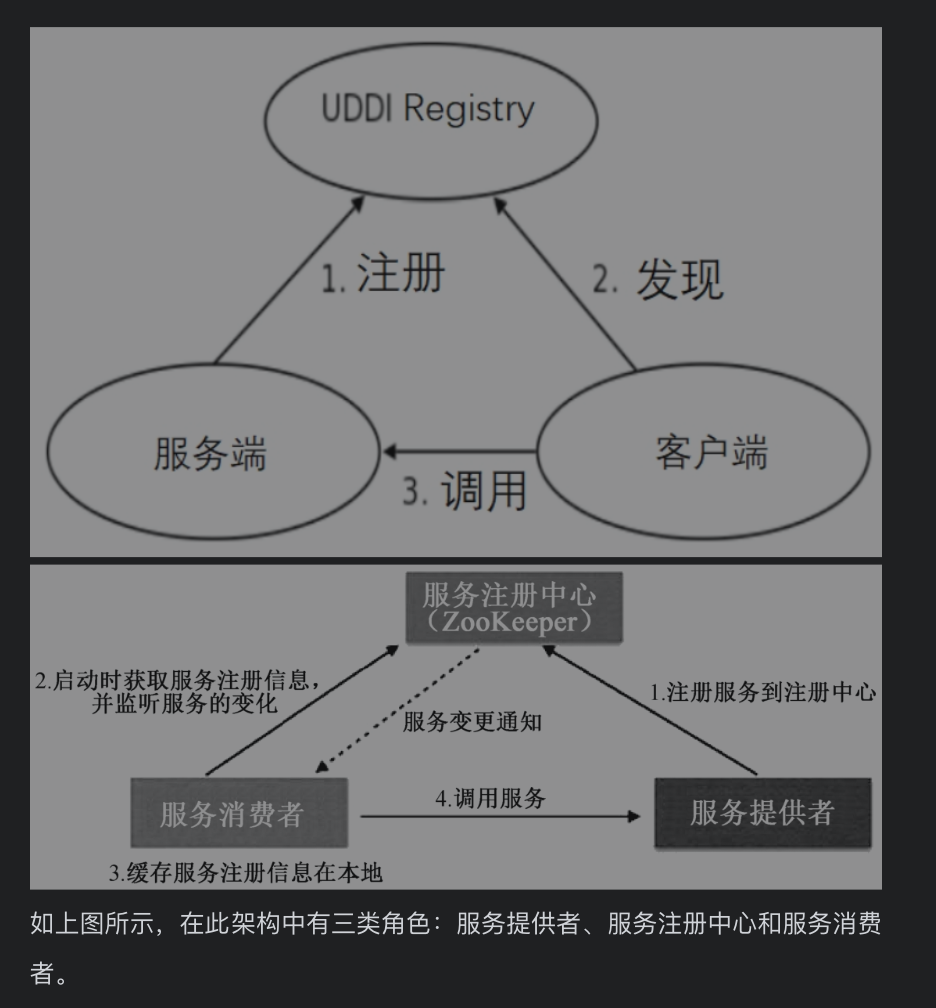 UDDI Registry
1. 注册
2. 发现
服务端
客户端
3. 调用
服务注册中心
（ZooKeeper）
2.启动时获取服务注册信息，
并监听服务的变化
1.注册服务到注册中心
服务变更通知
4.调用服务
服务消费者
服务提供者
3.缓存服务注册信息在本地
如上图所示，在此架构中有三类角色：服务提供者、服务注册中心和服务消费
者。